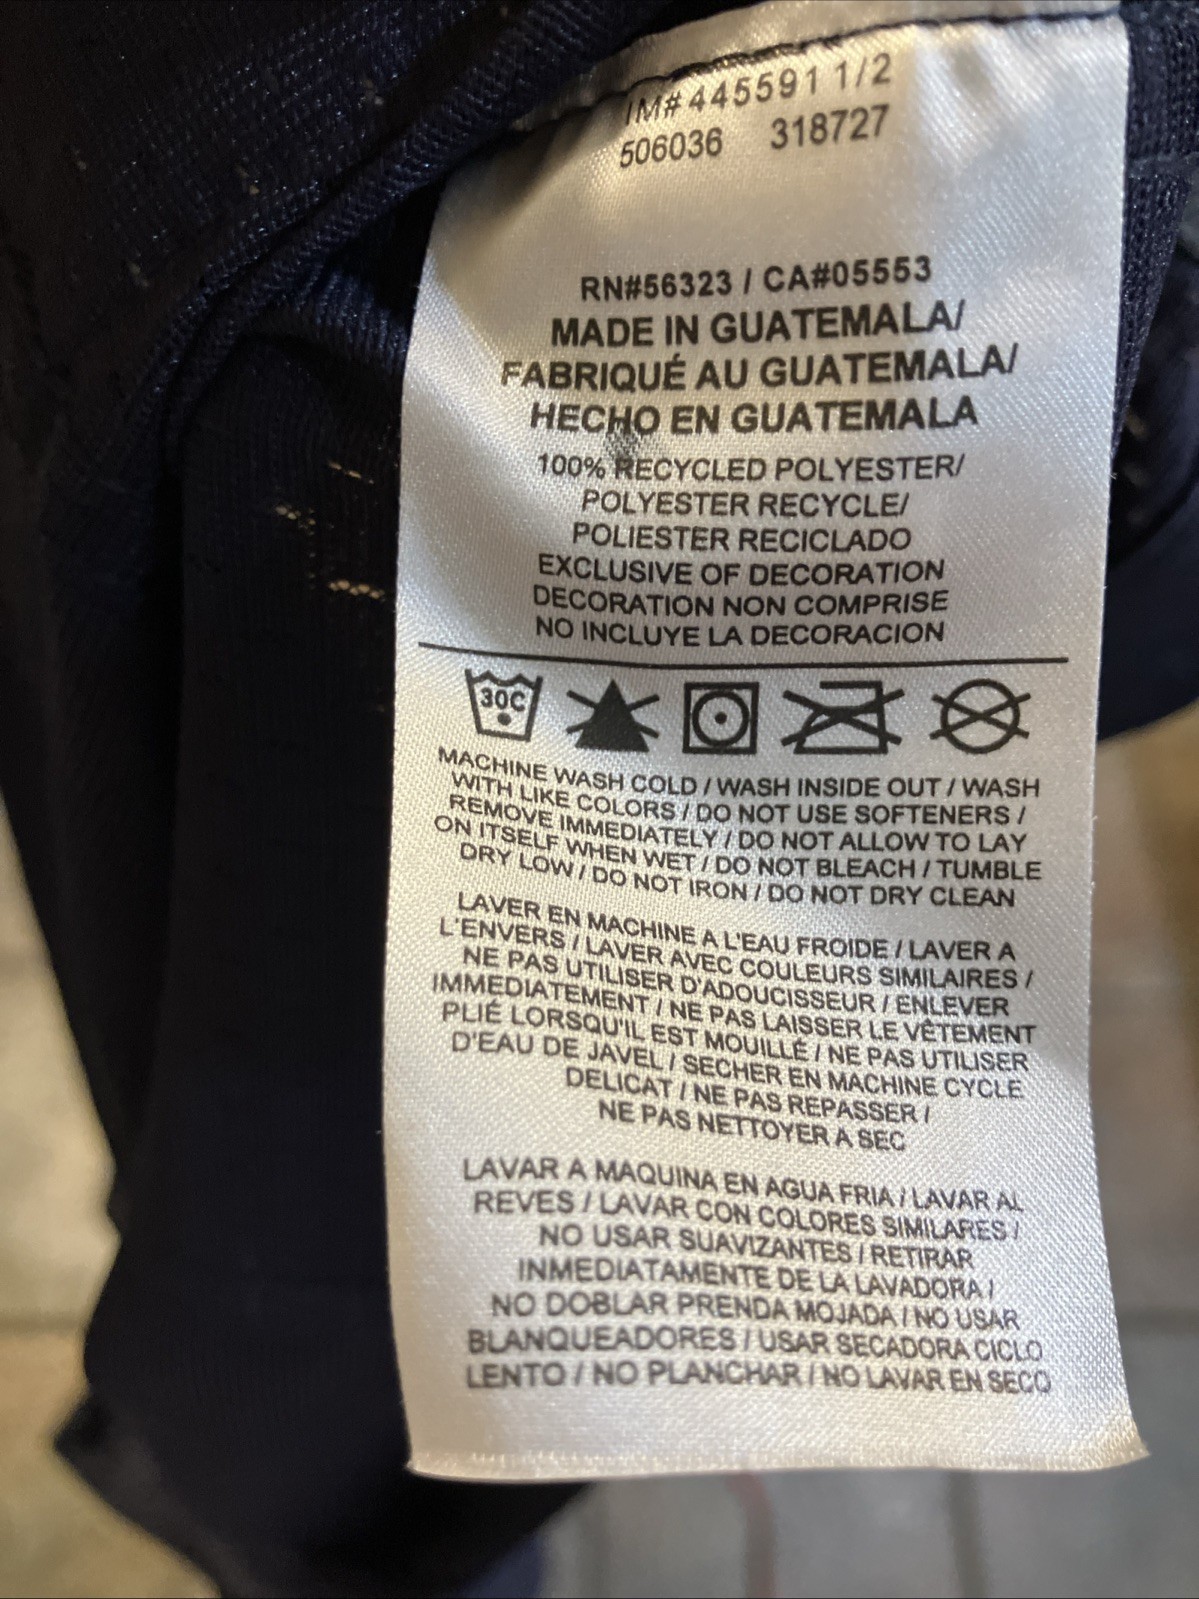 IM# 445591 1/2
506036 318727
RN#56323 / CA#05553
MADE IN GUATEMALA/
FABRIQUÉ AU GUATEMALA/
HECHO EN GUATEMALA
100% RECYCLED POLYESTER/
POLYESTER RECYCLE/
POLIESTER RECICLADO
EXCLUSIVE OF DECORATION
DECORATION NON COMPRISE
NO INCLUYE LA DECORACION
30C
MACHINE WASH COLD / WASH INSIDE OUT / WASH
WITH LIKE COLORS / DO NOT USE SOFTENERS /
REMOVE IMMEDIATELY / DO NOT ALLOW TO LAY
ON ITSELF WHEN WET / DO NOT BLEACH / TUMBLE
DRY LOW / DO NOT IRON / DO NOT DRY CLEAN
LAVER EN MACHINE A L'EAU FROIDE / LAVER A
L'ENVERS / LAVER AVEC COULEURS SIMILAIRES /
NE PAS UTILISER D'ADOUCISSEUR / ENLEVER
IMMEDIATEMENT / NE PAS LAISSER LE VÊTEMENT
PLIÉ LORSQU'IL EST MOUILLÉ / NE PAS UTILISER
D'EAU DE JAVEL / SECHER EN MACHINE CYCLE
DELICAT / NE PAS REPASSER /
NE PAS NETTOYER A SEC
LAVAR A MAQUINA EN AGUA FRIA / LAVAR AL
REVES / LAVAR CON COLORES SIMILARES /
NO USAR SUAVIZANTES / RETIRAR
INMEDIATAMENTE DE LA LAVADORA /
NO DOBLAR PRENDA MOJADA / NO USAR
BLANQUEADORES / USAR SECADORA CICLO
LENTO / NO PLANCHAR / NO LAVAR EN SECO